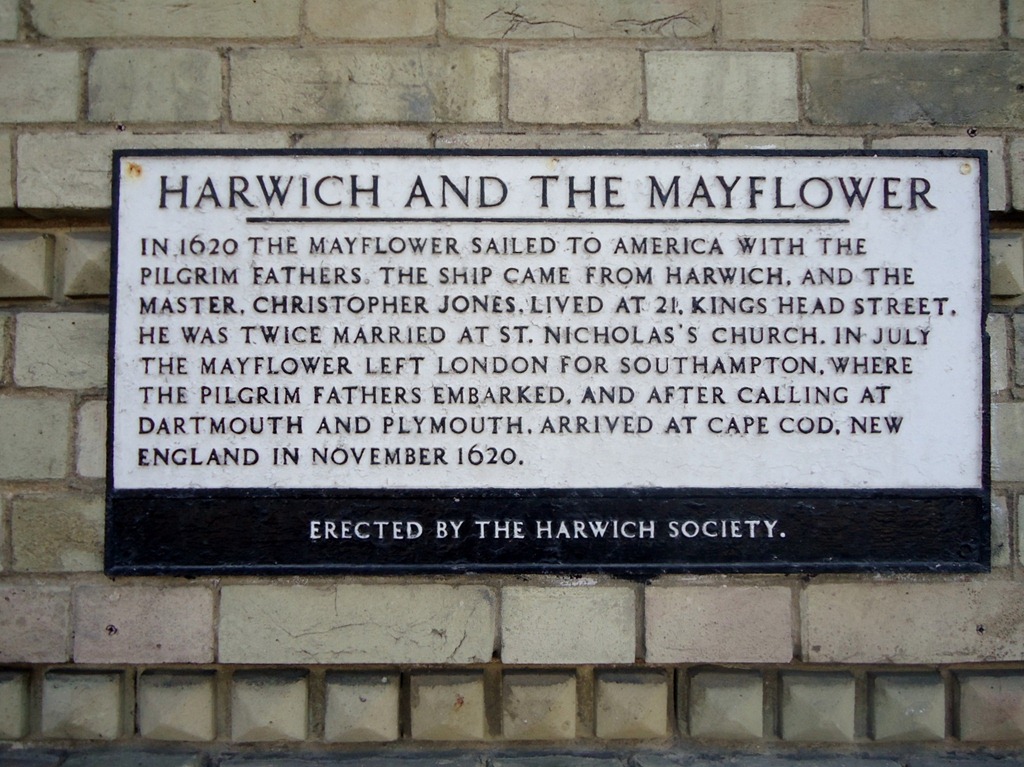 HARWICH AND THE MAYFLOWER
IN 1620 THE MAYFLOWER SAILED TO AMERICA WITH THE
PILGRIM FATHERS. THE SHIP CAME FROM HARWICH, AND THE
MASTER, CHRISTOPHER JONES, LIVED AT 21, KINGS HEAD STREET.
HE WAS TWICE MARRIED AT ST. NICHOLAS'S CHURCH. IN JULY
THE MAYFLOWER LEFT LONDON FOR SOUTHAMPTON, WHERE
THE PILGRIM FATHERS EMBARKED, AND AFTER CALLING AT
DARTMOUTH AND PLYMOUTH, ARRIVED AT CAPE COD, NEW
ENGLAND IN NOVEMBER 1620.
ERECTED BY THE HARWICH SOCIETY.